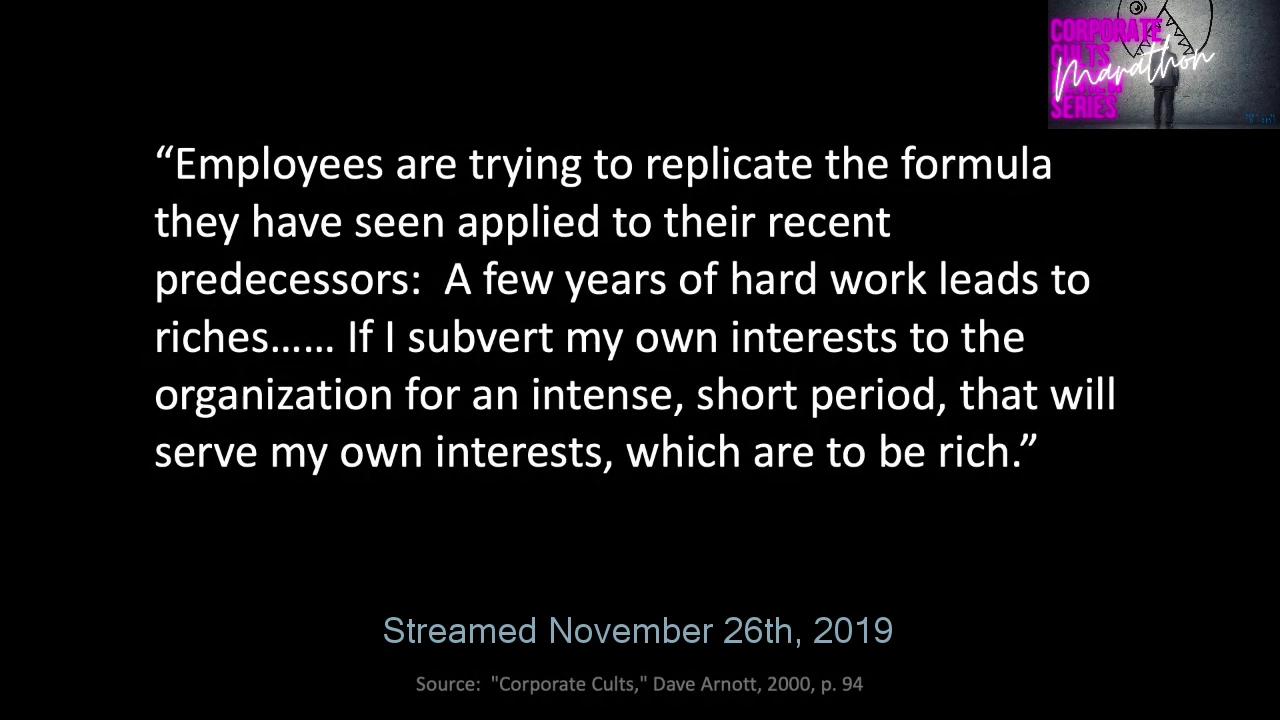 CORPORATE
CULTS
Marathon
SERIES
“Employees are trying to replicate the formula
they have seen applied to their recent
predecessors:  A few years of hard work leads to
riches…… If I subvert my own interests to the
organization for an intense, short period, that will
serve my own interests, which are to be rich.”
Streamed November 26th, 2019
Source:  "Corporate Cults," Dave Arnott, 2000, p. 94